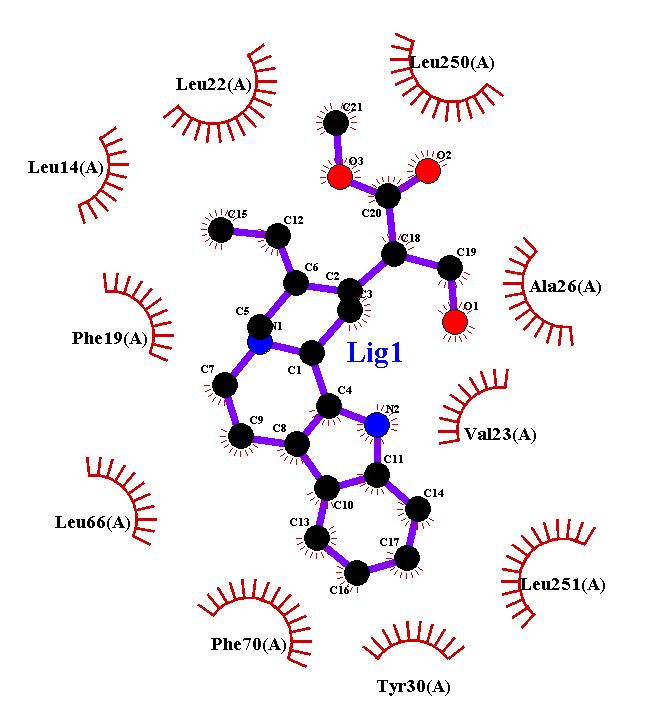 Leu250(A)
Leu22(A)
C21
O3
O2
Leu14(A)
C20
C15
C12
C18
C19
C6
C2
C3
Ala26(A)
O1
C5
N1
Phe19(A)
Lig1
C1
C7
C4
N2
C9
C8
Val23(A)
C11
C10
C14
Leu66(A)
C13
C17
C16
Leu251(A)
Phe70(A)
Tyr30(A)